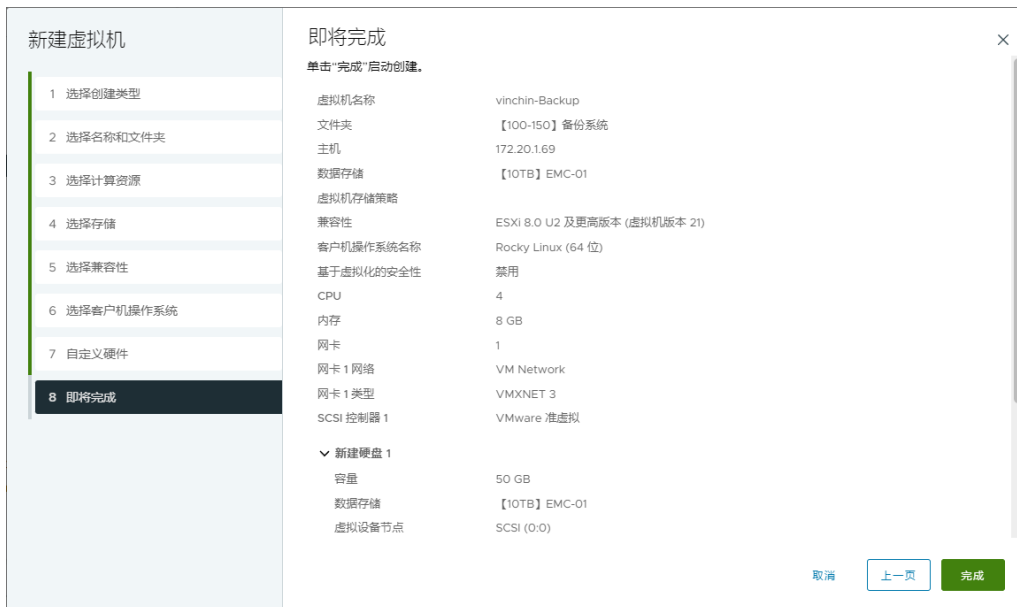 新建虚拟机
1 选择创建类型
2 选择名称和文件夹
3 选择计算资源
4 选择存储
5 选择兼容性
6 选择客户机操作系统
7 自定义硬件
8 即将完成
即将完成
单击“完成”启动创建。
虚拟机名称 vinchin-Backup
文件夹 【100-150】备份系统
主机 172.20.1.69
数据存储 【10TB】EMC-01
虚拟机存储策略
兼容性 ESXi 8.0 U2 及更高版本 (虚拟机版本 21)
客户机操作系统名称 Rocky Linux (64 位)
基于虚拟化的安全性 禁用
CPU 4
内存 8 GB
网卡 1
网卡 1 网络 VM Network
网卡 1 类型 VMXNET 3
SCSI 控制器 1 VMware 准虚拟
新建硬盘 1
容量 50 GB
数据存储 【10TB】EMC-01
虚拟设备节点 SCSI (0:0)
取消 上一页 完成